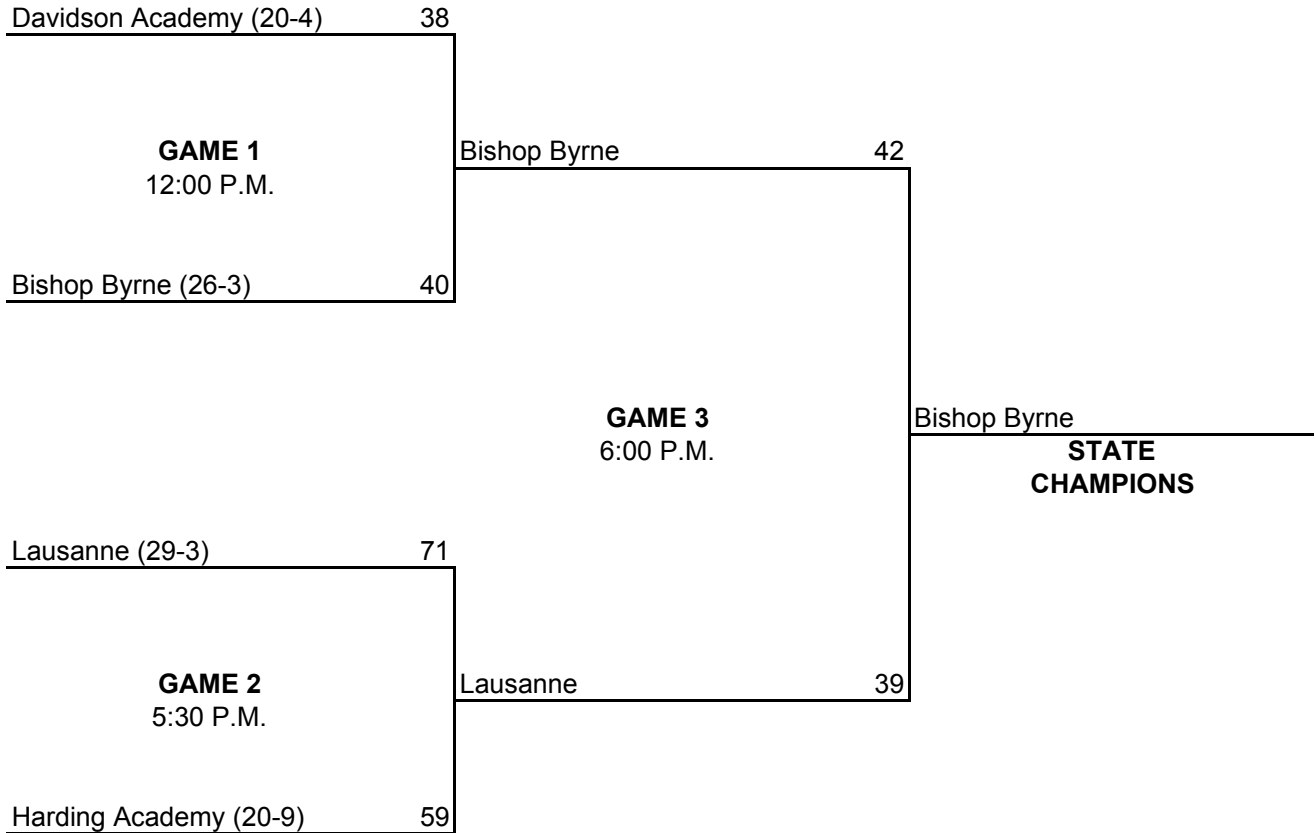 Davidson Academy (20-4) 38
GAME 1
12:00 P.M.
Bishop Byrne 42
Bishop Byrne (26-3) 40
GAME 3
6:00 P.M.
Bishop Byrne
STATE
CHAMPIONS
Lausanne (29-3) 71
GAME 2
5:30 P.M.
Lausanne 39
Harding Academy (20-9) 59